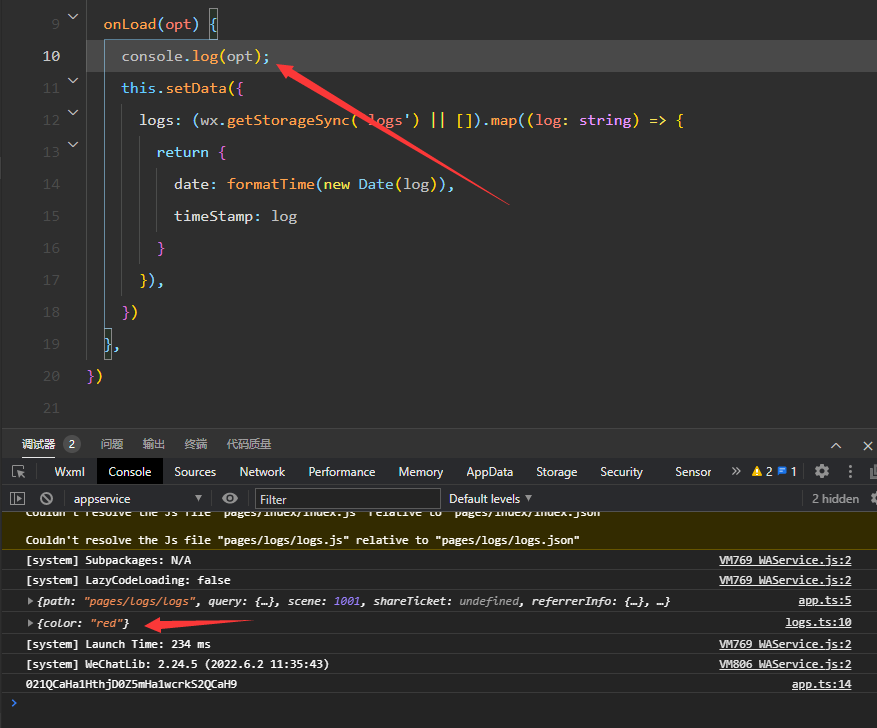 9 onLoad(opt) {
10 console.log(opt);
11 this.setData({
12 logs: (wx.getStorageSync('logs') || []).map((log: string) => {
13 return {
14 date: formatTime(new Date(log)),
15 timeStamp: log
16 }
17 }),
18 })
19 },
20 })
21
调试器 2 问题 输出 终端 代码质量
Wxml Console Sources Network Performance Memory AppData Storage Security Sensor » 2 1
appservice Filter Default levels 2 hidden
Couldn't resolve the Js file "pages/index/index.js" relative to "pages/index/index.json"
Couldn't resolve the Js file "pages/logs/logs.js" relative to "pages/logs/logs.json"
[system] Subpackages: N/A VM769 WAService.js:2
[system] LazyCodeLoading: false VM769 WAService.js:2
{path: "pages/logs/logs", query: {…}, scene: 1001, shareTicket: undefined, referrerInfo: {…}, …} app.ts:5
{color: "red"} logs.ts:10
[system] Launch Time: 234 ms VM769 WAService.js:2
[system] WeChatLib: 2.24.5 (2022.6.2 11:35:43) VM806 WAService.js:2
021QCaHa1HthjD0Z5mHa1wcrkS2QCaH9 app.ts:14
>